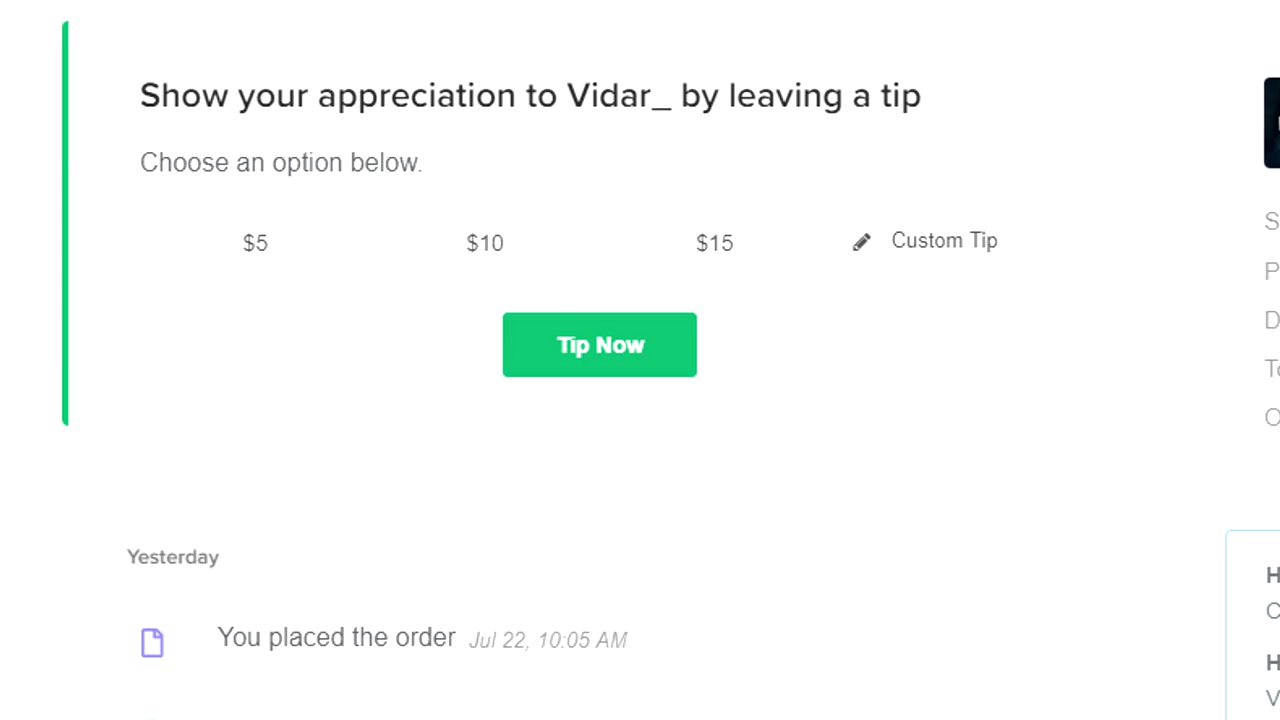 Show your appreciation to Vidar_ by leaving a tip
Choose an option below.
$5 $10 $15 Custom Tip
Tip Now
Yesterday
You placed the order Jul 22, 10:05 AM